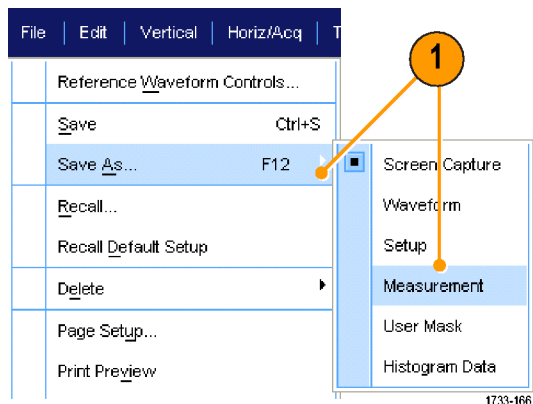 File | Edit | Vertical | Horiz/Acq | T
1
Reference Waveform Controls...
Save Ctrl+S
Save As... F12
Recall...
Recall Default Setup
Delete
Page Setup...
Print Preview
Screen Capture
Waveform
Setup
Measurement
User Mask
Histogram Data
1733-166